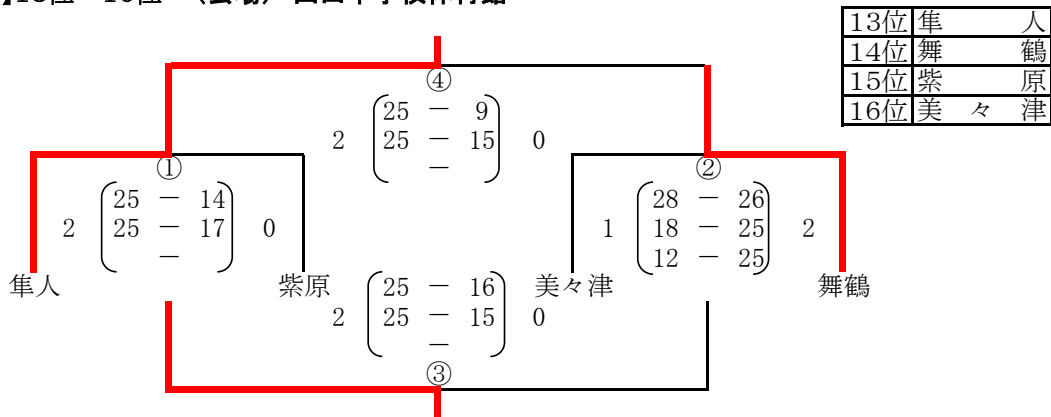 13位
13位 隼 人
14位 舞 鶴
15位 紫 原
16位 美 々 津
④
2 25 － 9 0
25 － 15
－
① ②
2 25 － 14 0
25 － 17
－
1 28 － 26 2
18 － 25
12 － 25
隼人 紫原 美々津 舞鶴
2 25 － 16 0
25 － 15
－
③